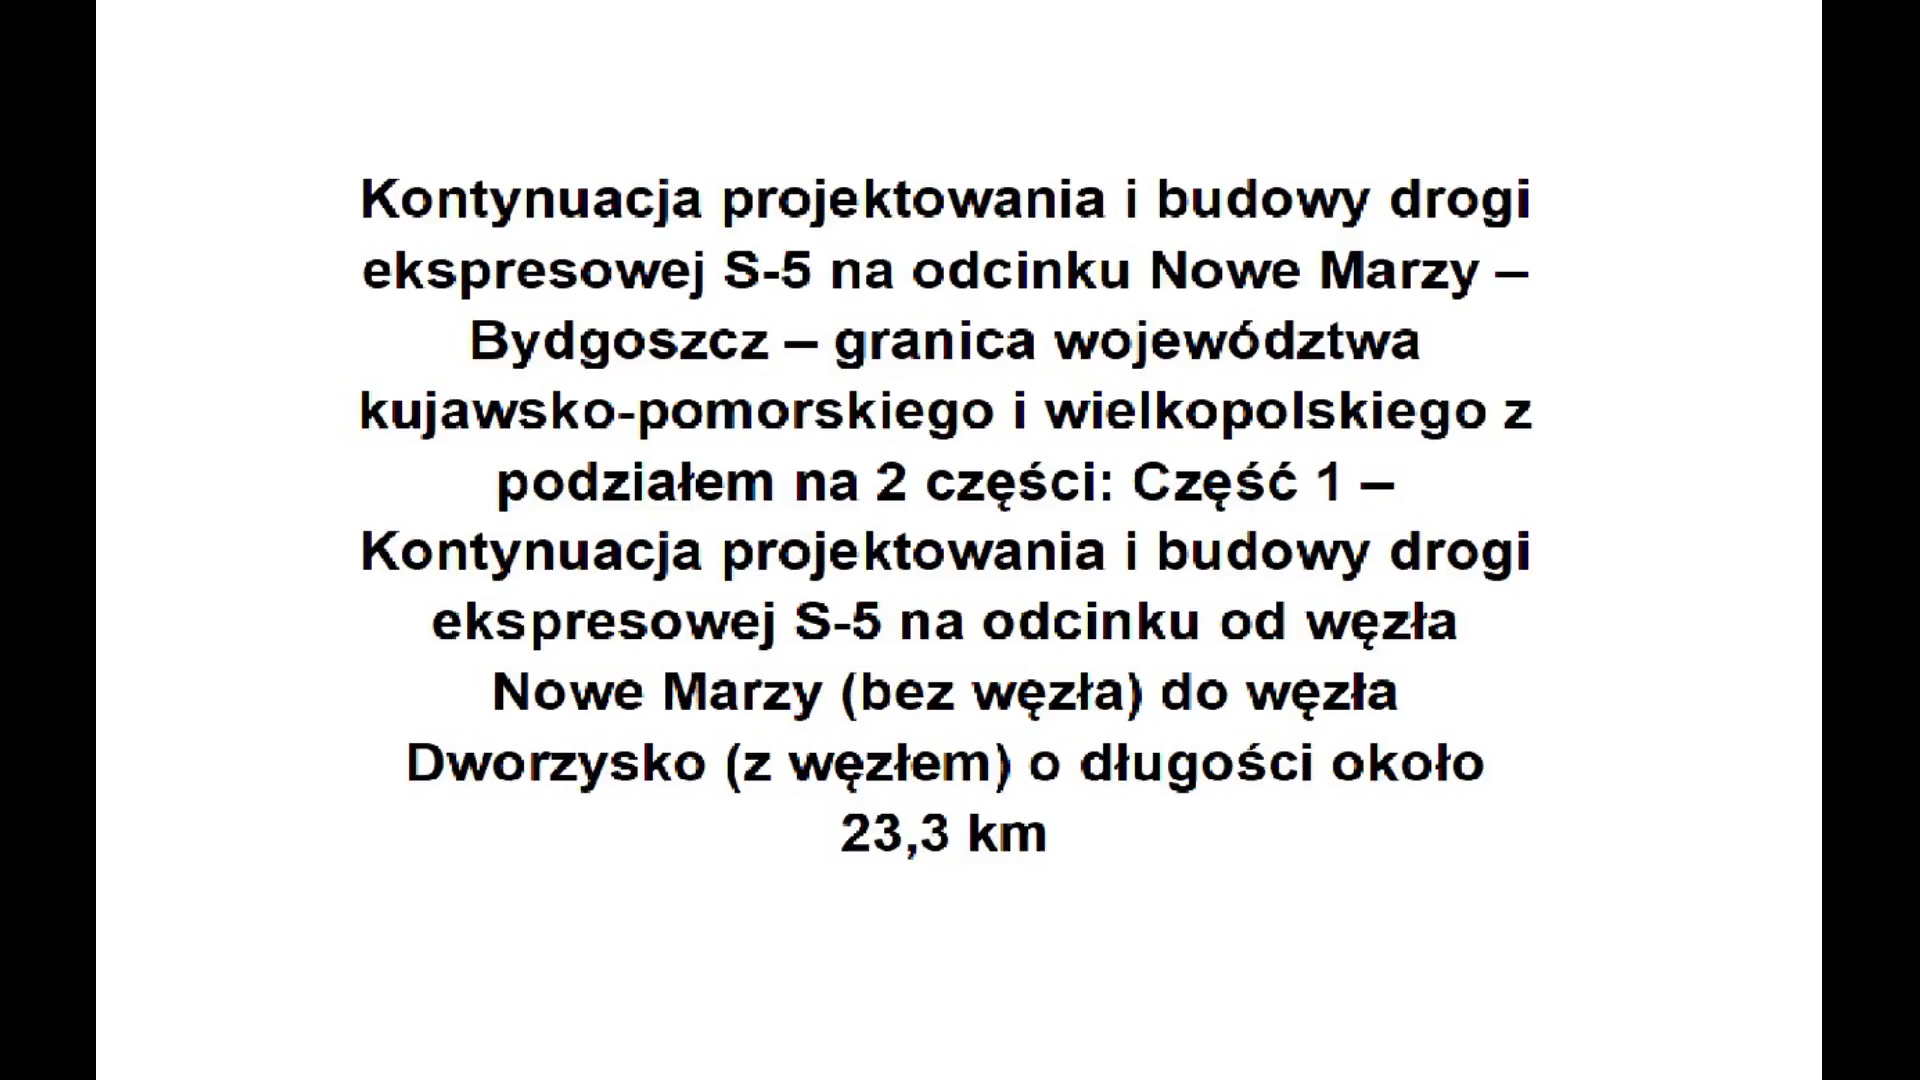 Kontynuacja projektowania i budowy drogi
ekspresowej S-5 na odcinku Nowe Marzy –
Bydgoszcz – granica województwa
kujawsko-pomorskiego i wielkopolskiego z
podziałem na 2 części: Część 1 –
Kontynuacja projektowania i budowy drogi
ekspresowej S-5 na odcinku od węzła
Nowe Marzy (bez węzła) do węzła
Dworzysko (z węzłem) o długości około
23,3 km